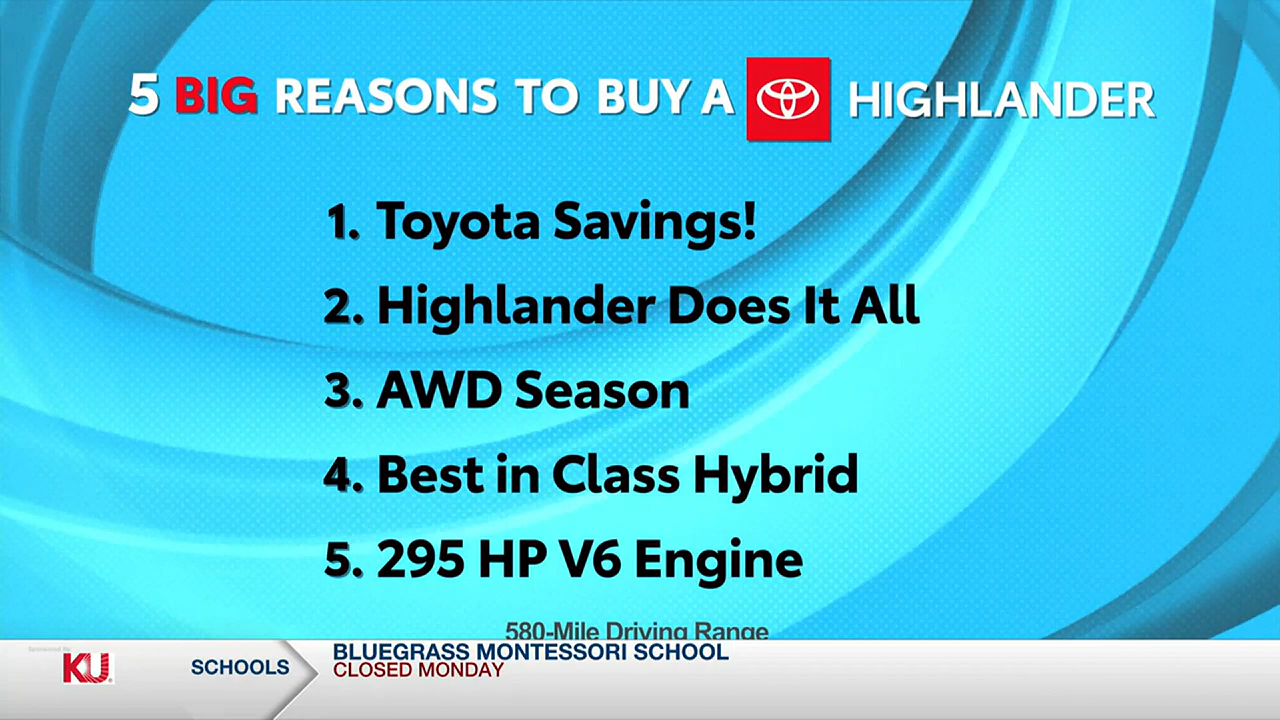 5 BIG REASONS TO BUY A HIGHLANDER
1. Toyota Savings!
2. Highlander Does It All
3. AWD Season
4. Best in Class Hybrid
5. 295 HP V6 Engine
580-Mile Driving Range
Sponsored By:
KU
SCHOOLS
BLUEGRASS MONTESSORI SCHOOL
CLOSED MONDAY